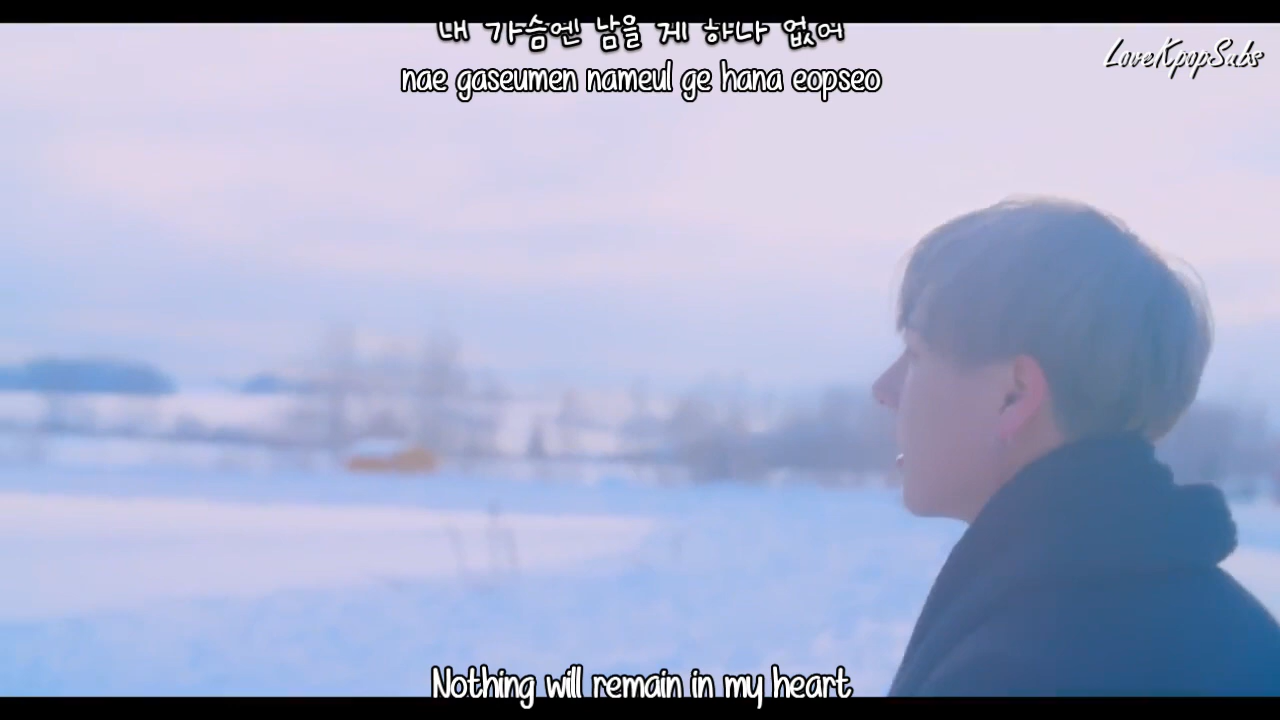 내 가슴엔 남을 게 하나 없어
LoveKpopSubs
nae gaseumen nameul ge hana eopseo
Nothing will remain in my heart